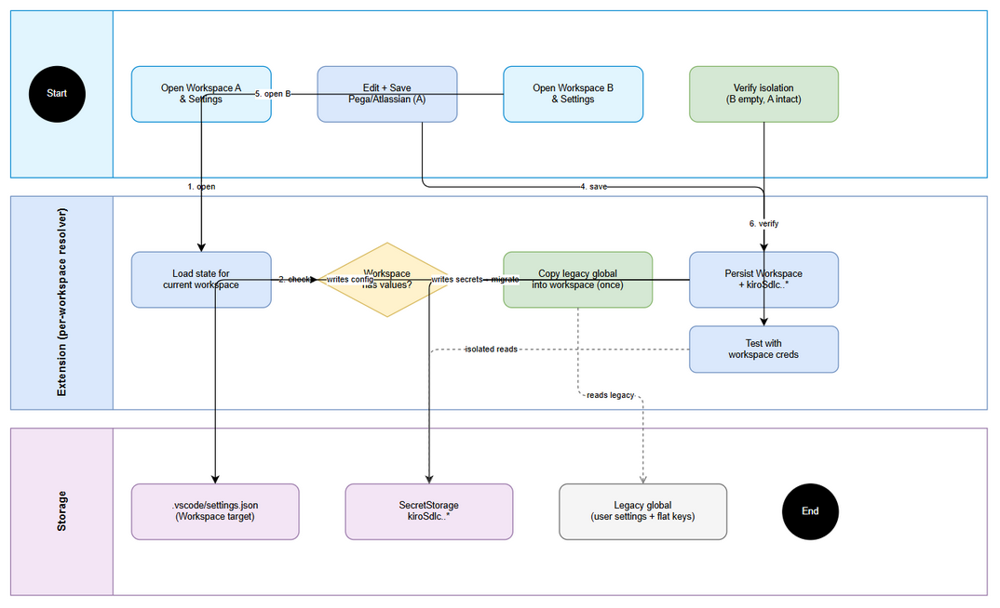 Start
Open Workspace A
& Settings
5. open B
Edit + Save
Pega/Atlassian (A)
Open Workspace B
& Settings
Verify isolation
(B empty, A intact)
1. open
4. save
6. verify
Extension (per-workspace resolver)
Load state for
current workspace
2. check
writes config
Workspace
has values?
writes secrets
migrate
Copy legacy global
into workspace (once)
Persist Workspace
+ kiroSdlc..*
isolated reads
Test with
workspace creds
reads legacy
Storage
.vscode/settings.json
(Workspace target)
SecretStorage
kiroSdlc..*
Legacy global
(user settings + flat keys)
End